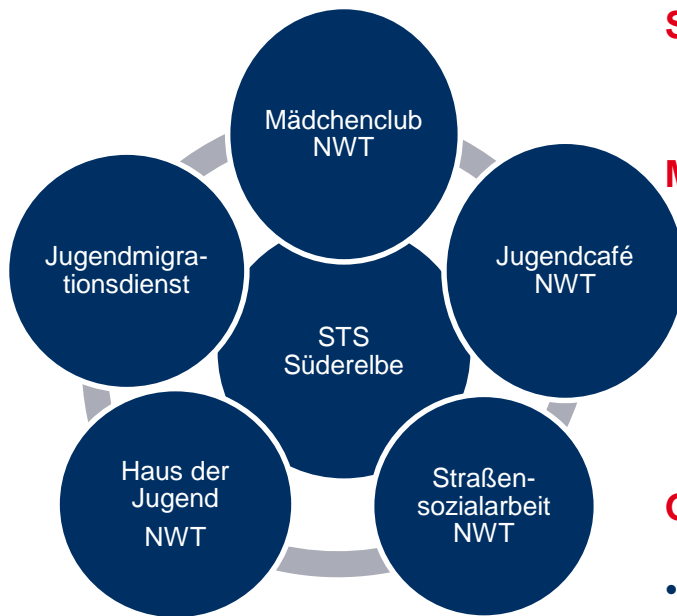 S
Mädchenclub
NWT
M
Jugendmigra-
tionsdienst
Jugendcafé
NWT
STS
Süderelbe
Haus der
Jugend
NWT
Straßen-
sozialarbeit
NWT
•